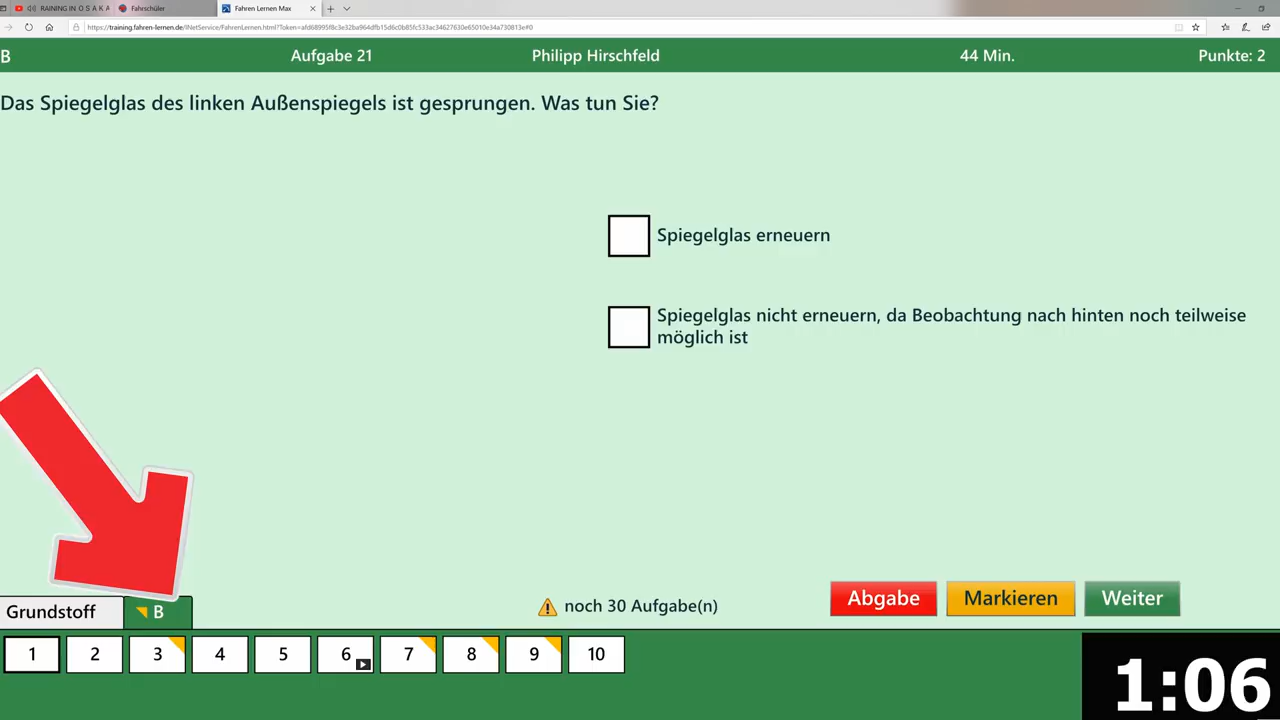 RAINING IN O S A K A
Fahrschüler
Fahren Lernen Max
B
Aufgabe 21
Philipp Hirschfeld
44 Min.
Punkte: 2
Das Spiegelglas des linken Außenspiegels ist gesprungen. Was tun Sie?
Spiegelglas erneuern
Spiegelglas nicht erneuern, da Beobachtung nach hinten noch teilweise
möglich ist
Grundstoff
B
noch 30 Aufgabe(n)
Abgabe
Markieren
Weiter
1
2
3
4
5
6
7
8
9
10
1:06